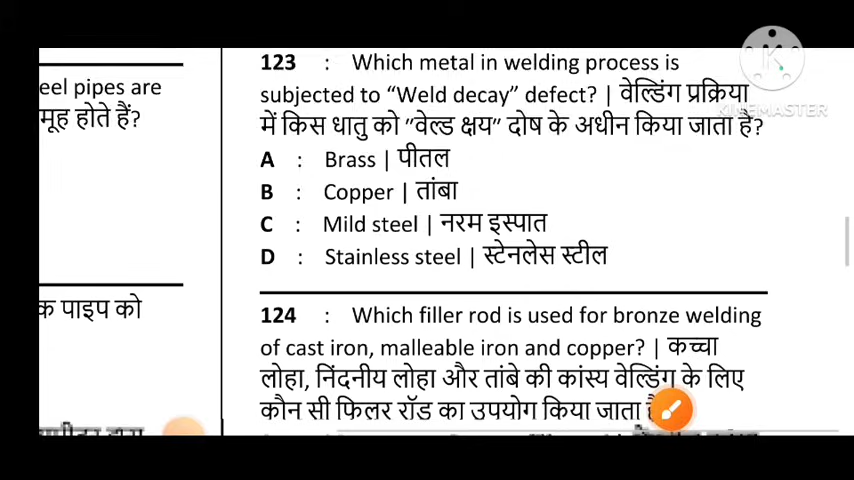 eel pipes are
मूह होते हैं?
क पाइप को
123 : Which metal in welding process is
subjected to “Weld decay” defect? | वेल्डिंग प्रक्रिया
में किस धातु को ”वेल्ड क्षय” दोष के अधीन किया जाता है?
A : Brass | पीतल
B : Copper | तांबा
C : Mild steel | नरम इस्पात
D : Stainless steel | स्टेनलेस स्टील
124 : Which filler rod is used for bronze welding
of cast iron, malleable iron and copper? | कच्चा
लोहा, निंदनीय लोहा और तांबे की कांस्य वेल्डिंग के लिए
कौन सी फिलर रॉड का उपयोग किया जाता
K
KINEMASTER